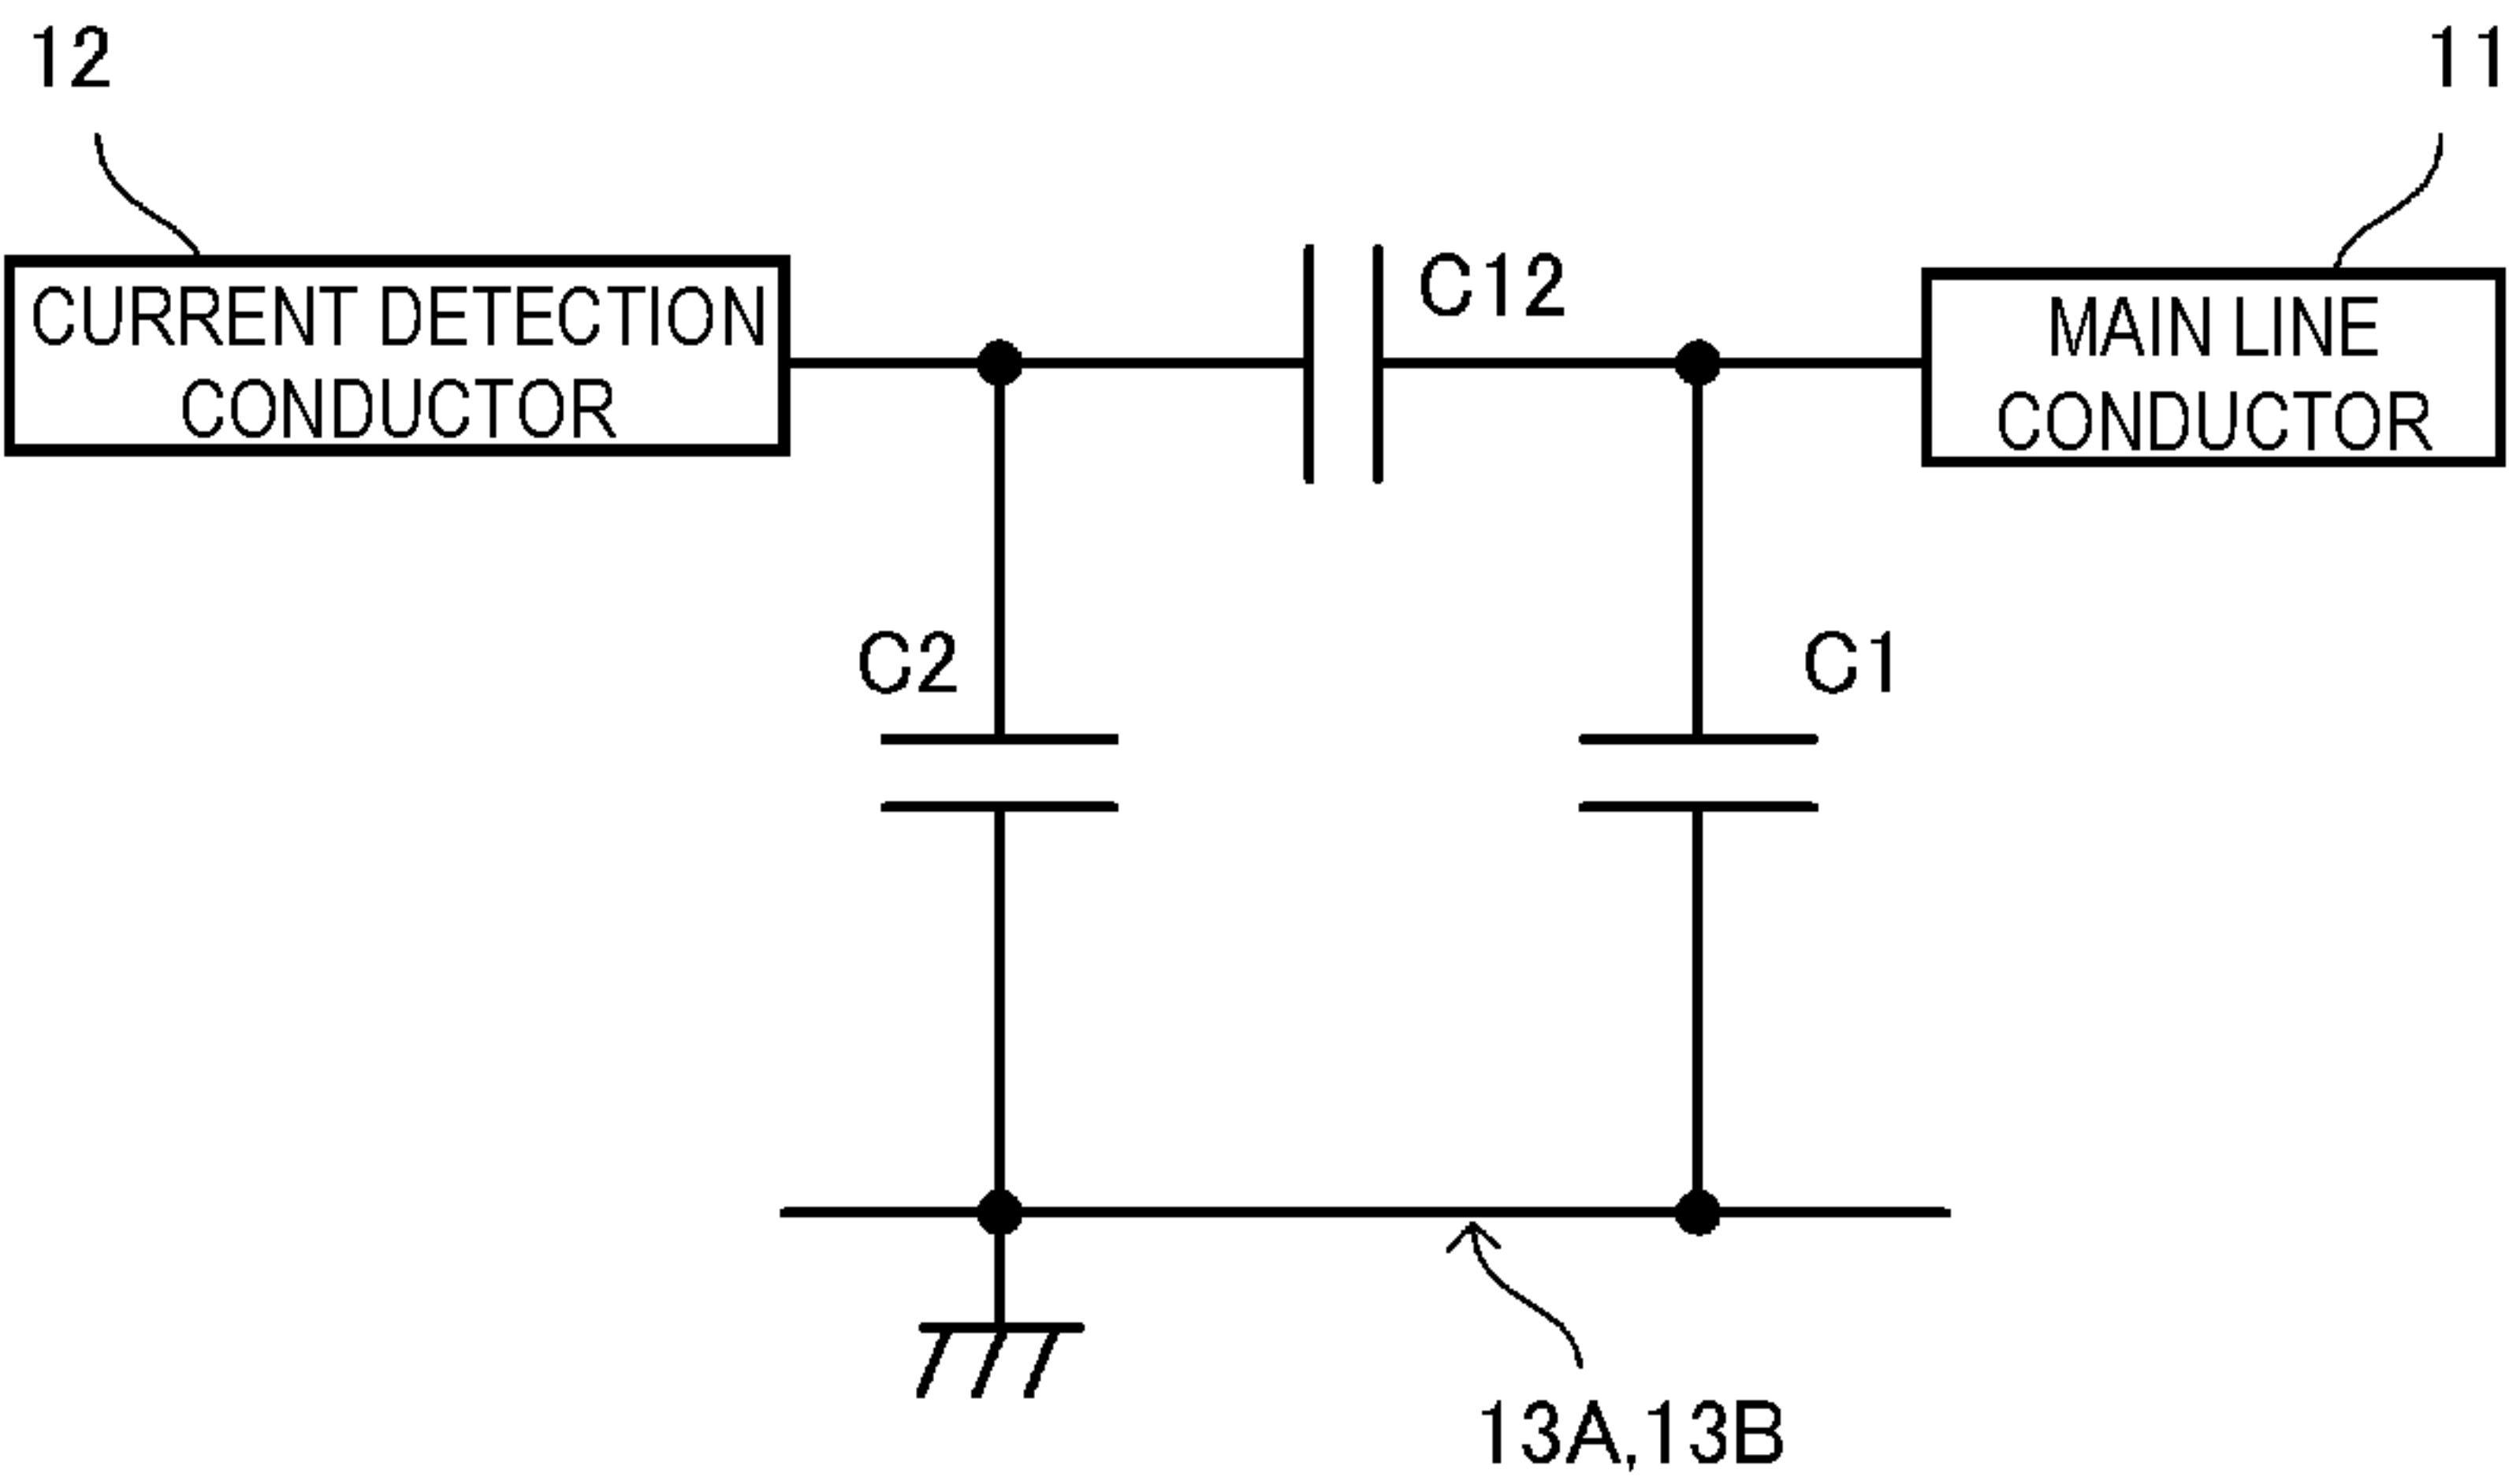 12
11
CURRENT DETECTION
CONDUCTOR
C12
MAIN LINE
CONDUCTOR
C2
C1
13A,13B